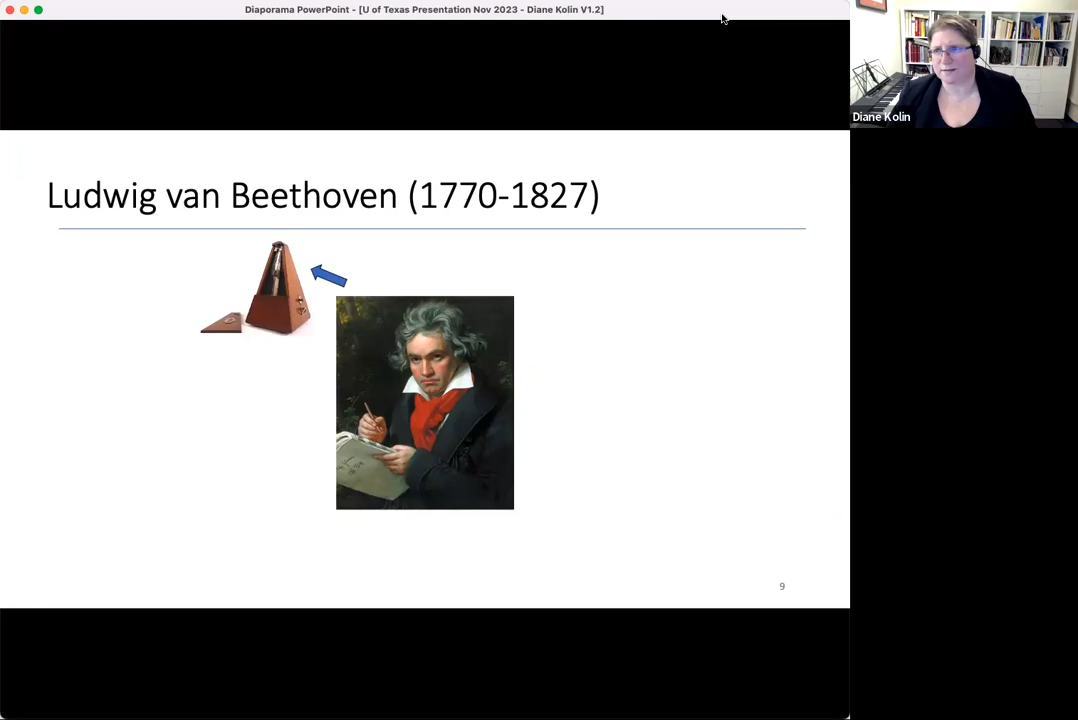 Diaporama PowerPoint - [U of Texas Presentation Nov 2023 - Diane Kolin V1.2]
Diane Kolin
Ludwig van Beethoven (1770-1827)
9